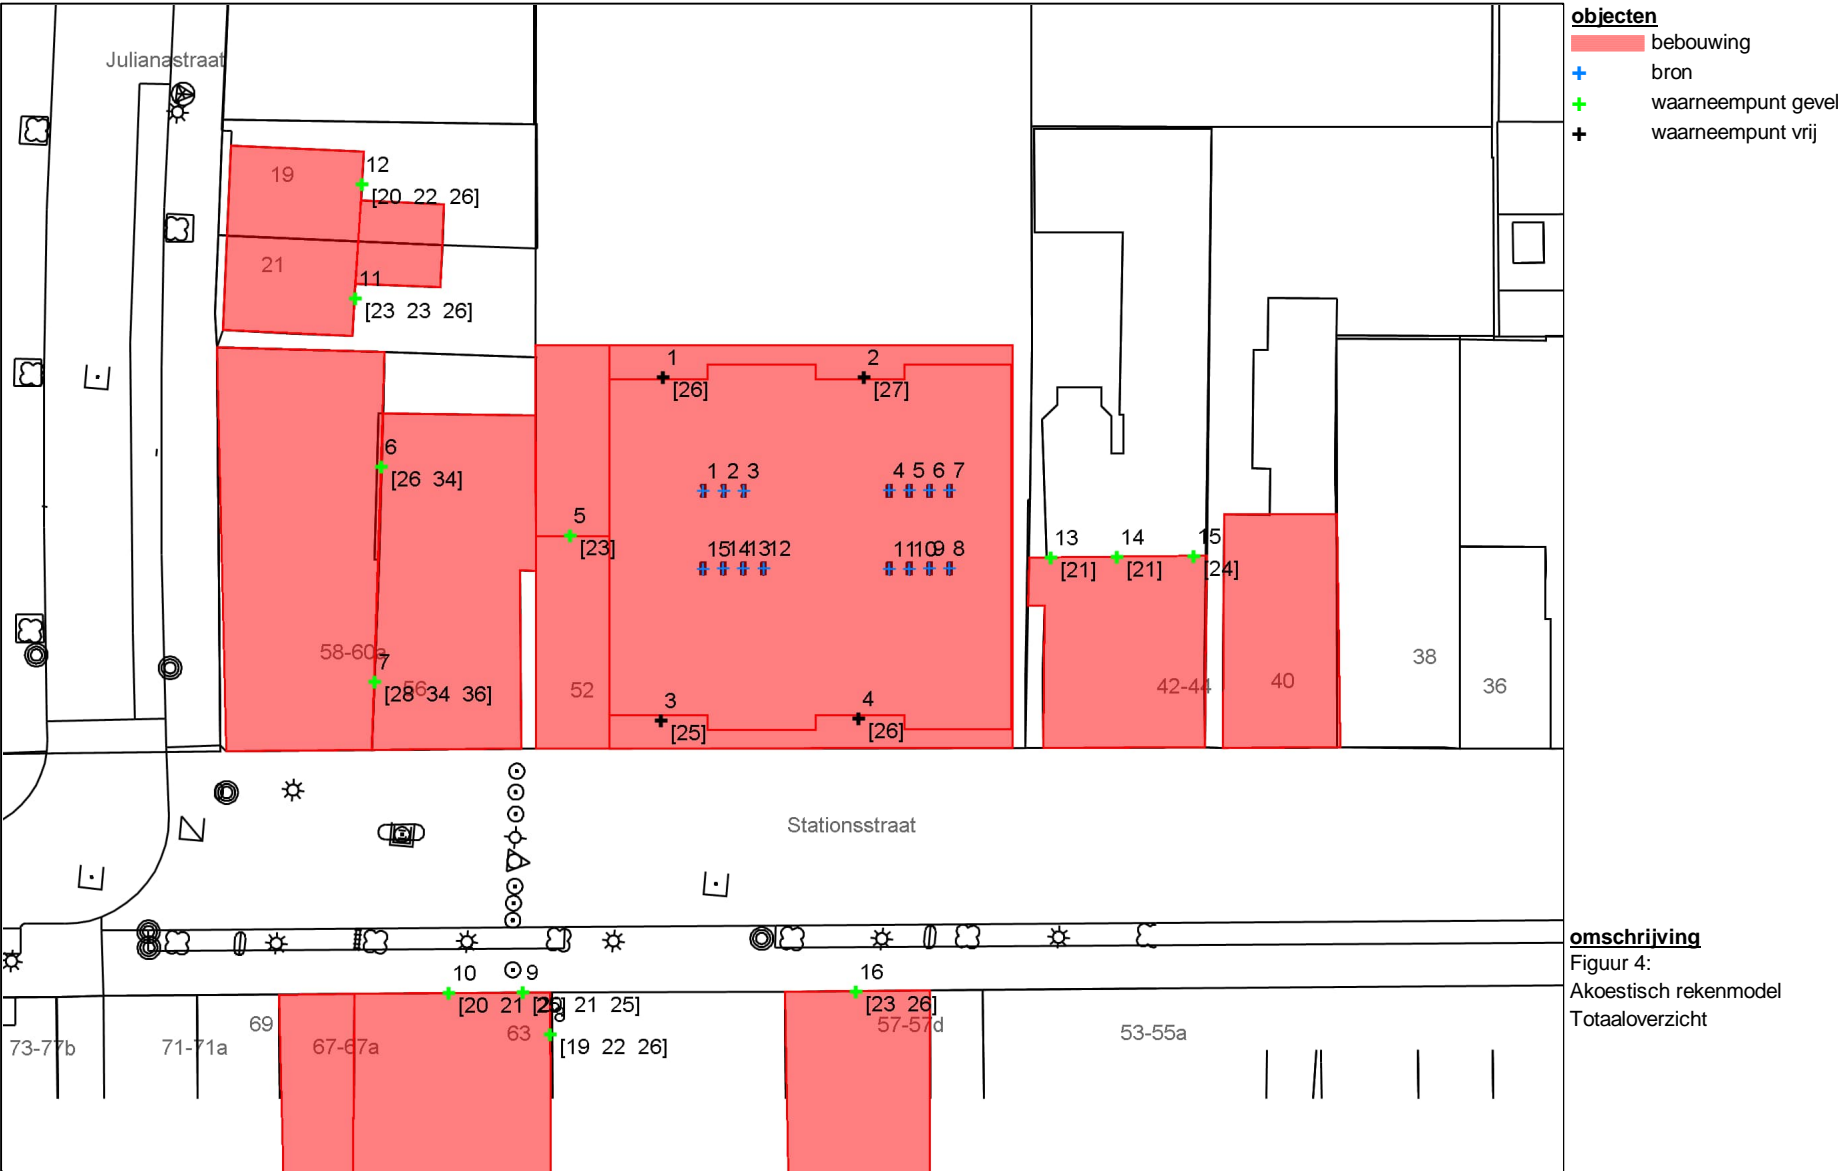 objecten
bebouwing
bron
waarneempunt gevel
waarneempunt vrij
Julianastraat
19
12
[20 22 26]
21
11
[23 23 26]
1
[26]
2
[27]
6
[26 34]
1 2 3
4 5 6 7
5
[23]
15 14 13 12
11 10 9 8
13
[21]
14
[21]
15
[24]
58-60a
7
[28 34 36]
56
52
3
[25]
4
[26]
42-44
40
38
36
Stationsstraat
10
[20 21 25]
9
[20 21 25]
8
[19 22 26]
16
[23 26]
73-77b
71-71a
69
67-67a
63
57-57d
53-55a
omschrijving
Figuur 4:
Akoestisch rekenmodel
Totaaloverzicht